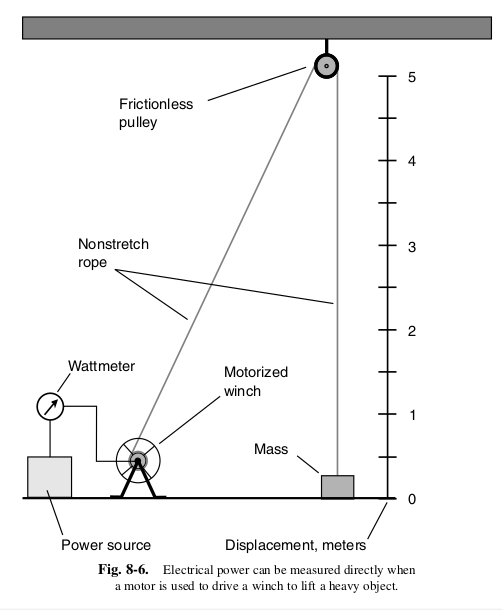 5
Frictionless
pulley
4
Nonstretch
rope
3
2
Wattmeter
Motorized
winch
1
Mass
0
Power source
Displacement, meters
Fig. 8-6. Electrical power can be measured directly when
a motor is used to drive a winch to lift a heavy object.